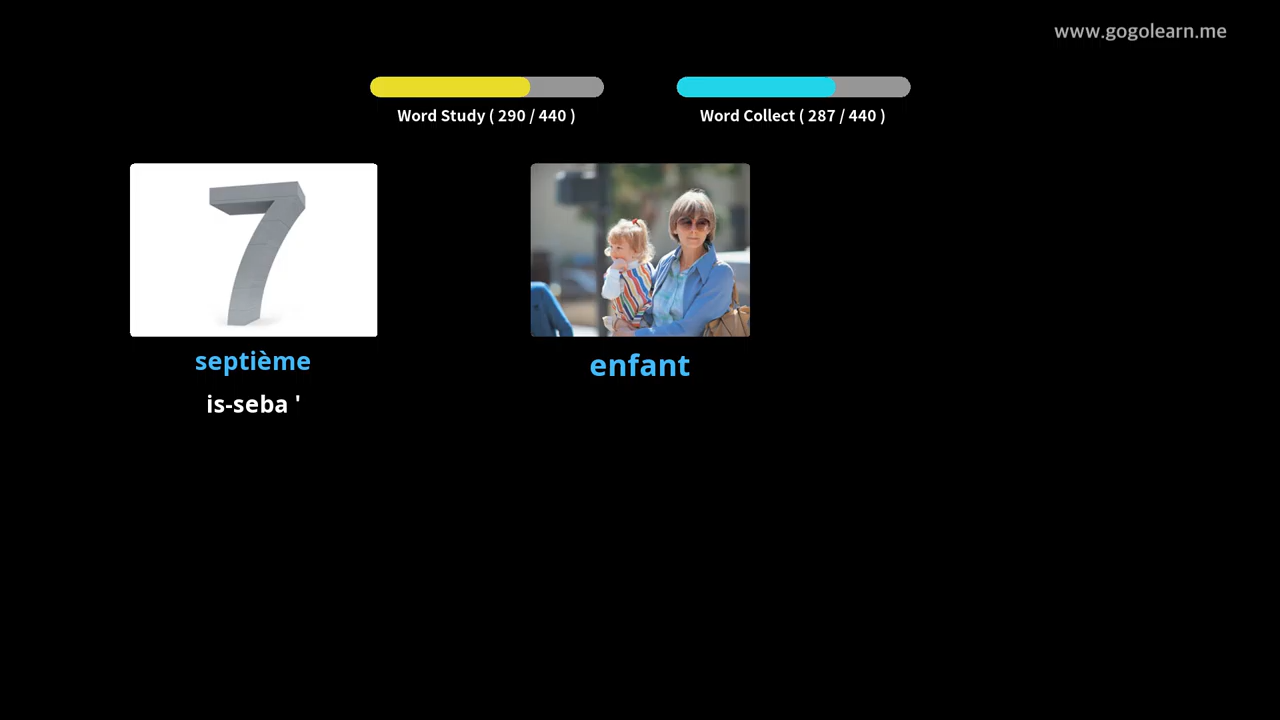 www.gogolearn.me
Word Study ( 290 / 440 )
Word Collect ( 287 / 440 )
septième
enfant
is-seba '